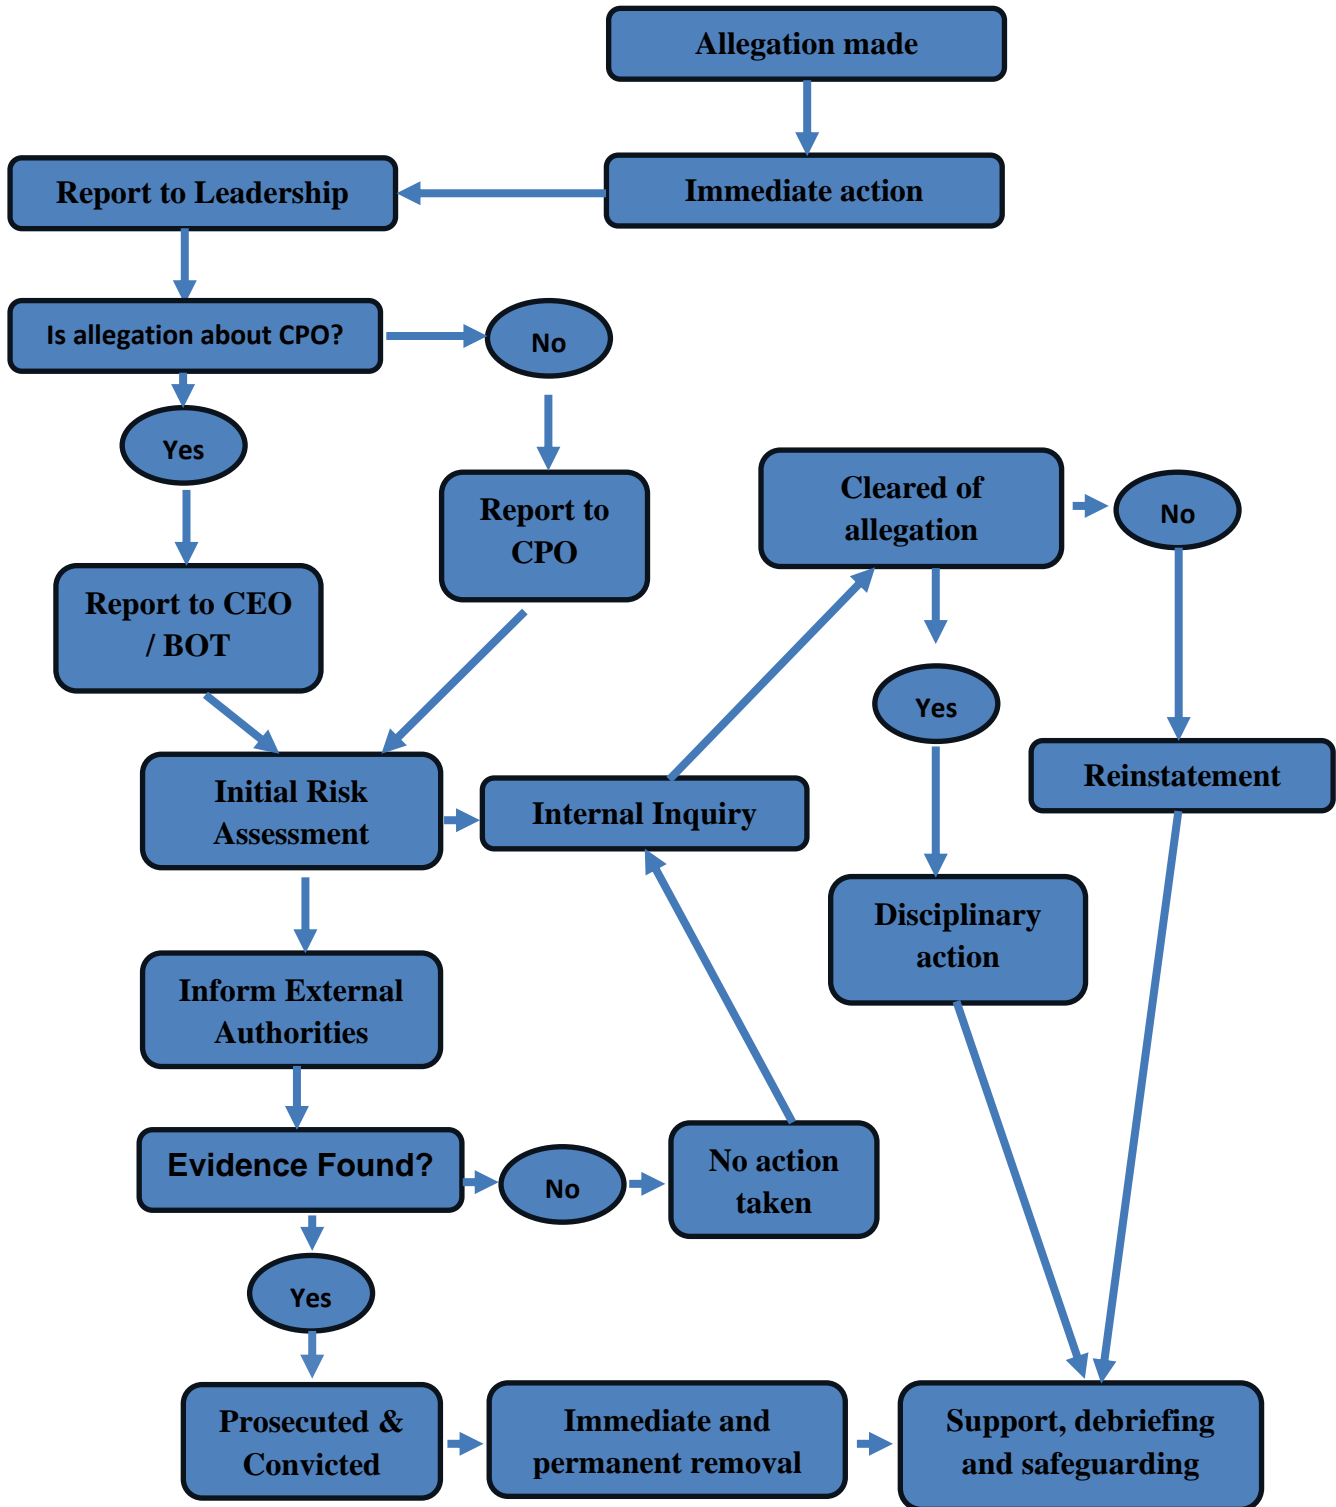 Allegation made
Immediate action
Report to Leadership
Is allegation about CPO?
No
Yes
Report to
CPO
Report to CEO
/ BOT
Cleared of
allegation
No
Yes
Initial Risk
Assessment
Internal Inquiry
Reinstatement
Disciplinary
action
Inform External
Authorities
Evidence Found?
No
No action
taken
Yes
Prosecuted &
Convicted
Immediate and
permanent removal
Support, debriefing
and safeguarding